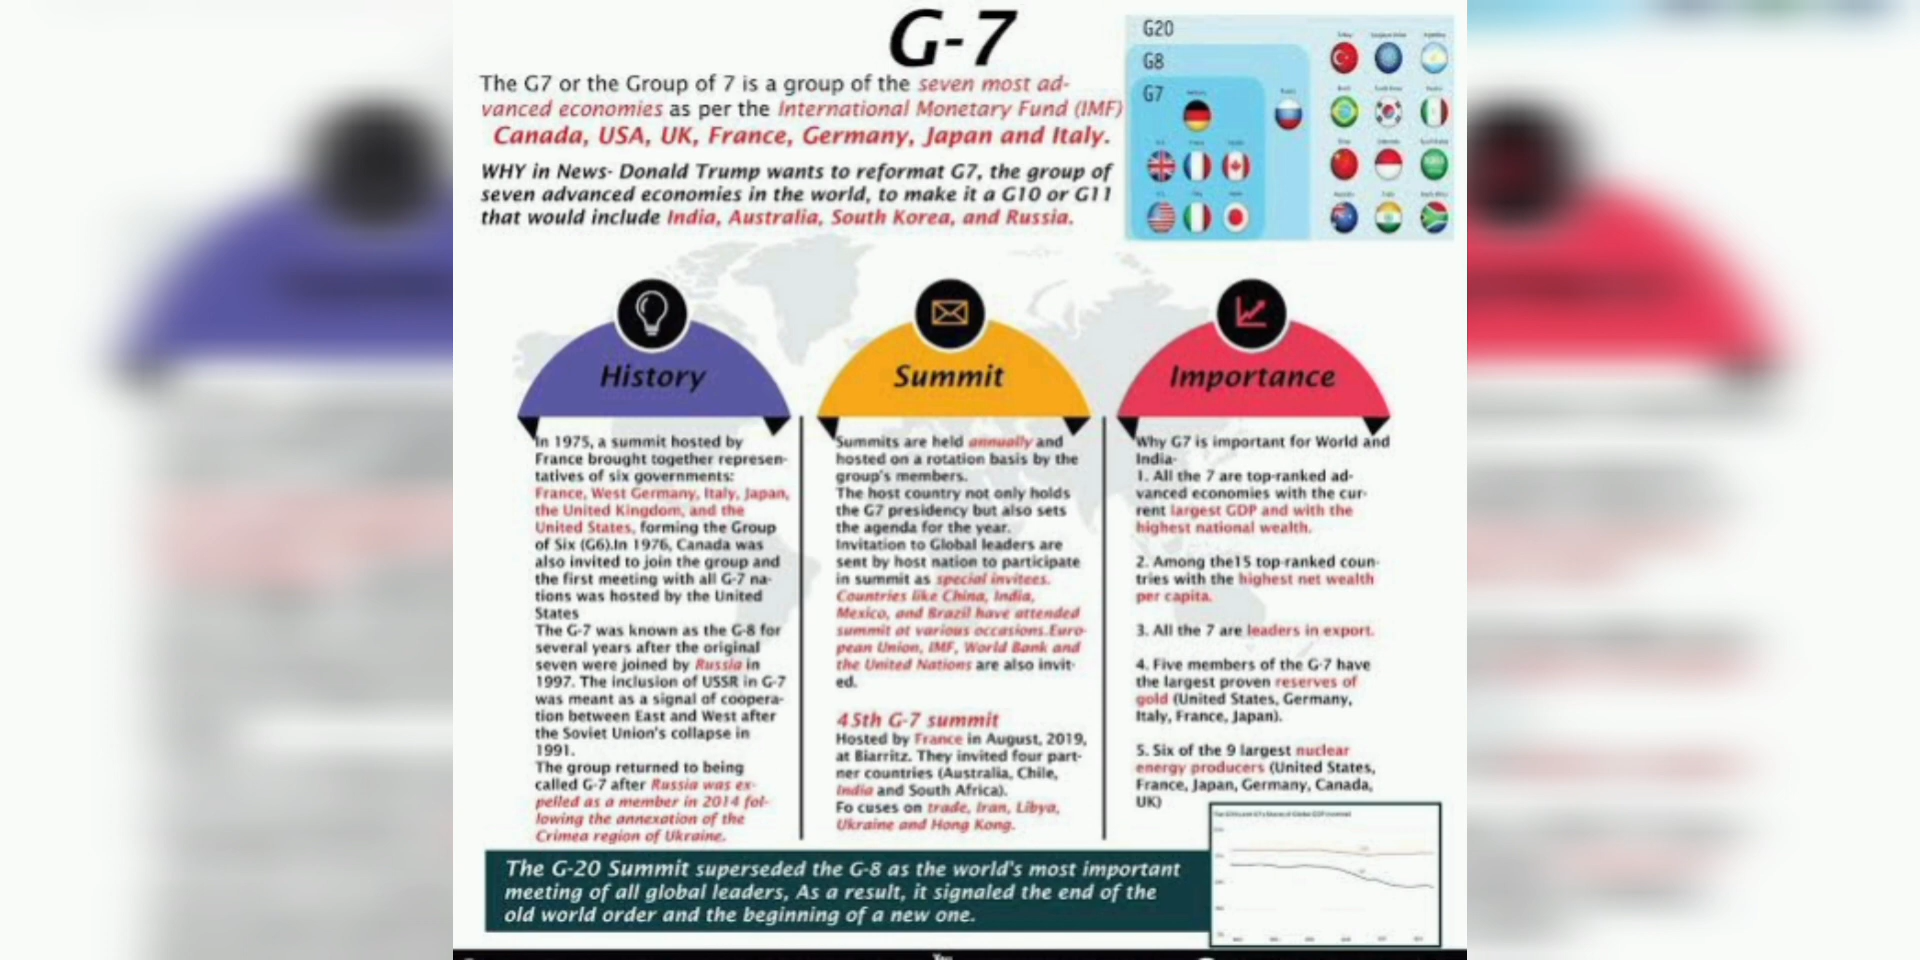 G-7
The G7 or the Group of 7 is a group of the seven most ad-
vanced economies as per the International Monetary Fund (IMF)
Canada, USA, UK, France, Germany, Japan and Italy.
WHY in News- Donald Trump wants to reformat G7, the group of
seven advanced economies in the world, to make it a G10 or G11
that would include India, Australia, South Korea, and Russia.
G20
G8
G7
History
In 1975, a summit hosted by
France brought together represen-
tatives of six governments:
France, West Germany, Italy, Japan,
the United Kingdom, and the
United States, forming the Group
of Six (G6).In 1976, Canada was
also invited to join the group and
the first meeting with all G-7 na-
tions was hosted by the United
States
The G-7 was known as the G-8 for
several years after the original
seven were joined by Russia in
1997. The inclusion of USSR in G-7
was meant as a signal of coopera-
tion between East and West after
the Soviet Union's collapse in
1991.
The group returned to being
called G-7 after Russia was ex-
pelled as a member in 2014 fol-
lowing the annexation of the
Crimea region of Ukraine.
Summit
Summits are held annually and
hosted on a rotation basis by the
group's members.
The host country not only holds
the G7 presidency but also sets
the agenda for the year.
Invitation to Global leaders are
sent by host nation to participate
in summit as special invitees.
Countries like China, India,
Mexico, and Brazil have attended
summit at various occasions.Euro-
pean Union, IMF, World Bank and
the United Nations are also invit-
ed.
45th G-7 summit
Hosted by France in August, 2019,
at Biarritz. They invited four part-
ner countries (Australia, Chile,
India and South Africa).
Fo cuses on trade, Iran, Libya,
Ukraine and Hong Kong.
Importance
Why G7 is important for World and
India-
1. All the 7 are top-ranked ad-
vanced economies with the cur-
rent largest GDP and with the
highest national wealth.
2. Among the15 top-ranked coun-
tries with the highest net wealth
per capita.
3. All the 7 are leaders in export.
4. Five members of the G-7 have
the largest proven reserves of
gold (United States, Germany,
Italy, France, Japan).
5. Six of the 9 largest nuclear
energy producers (United States,
France, Japan, Germany, Canada,
UK)
The G-20 Summit superseded the G-8 as the world's most important
meeting of all global leaders, As a result, it signaled the end of the
old world order and the beginning of a new one.